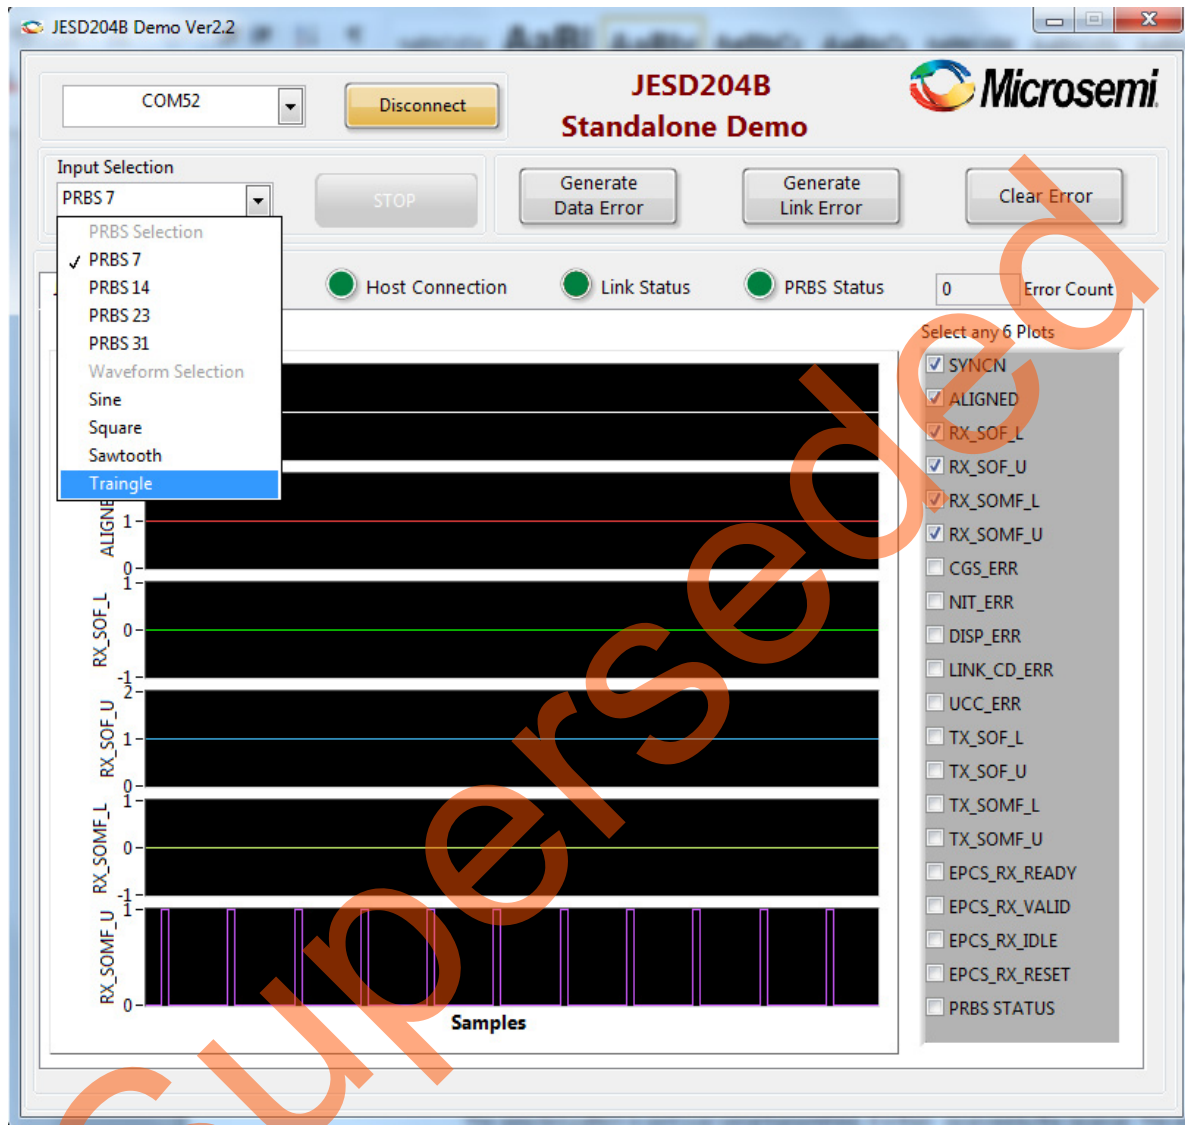 JESD204B Demo Ver2.2
COM52
Disconnect
JESD204B
Standalone Demo
Microsemi
Input Selection
PRBS 7
STOP
Generate
Data Error
Generate
Link Error
Clear Error
PRBS Selection
PRBS 7
PRBS 14
PRBS 23
PRBS 31
Waveform Selection
Sine
Square
Sawtooth
Traingle
Host Connection
Link Status
PRBS Status
0
Error Count
Select any 6 Plots
SYNCN
ALIGNED
RX_SOF_L
RX_SOF_U
RX_SOMF_L
RX_SOMF_U
CGS_ERR
NIT_ERR
DISP_ERR
LINK_CD_ERR
UCC_ERR
TX_SOF_L
TX_SOF_U
TX_SOMF_L
TX_SOMF_U
EPCS_RX_READY
EPCS_RX_VALID
EPCS_RX_IDLE
EPCS_RX_RESET
PRBS STATUS
1
0
RX_SOF_L
1
0
-1
RX_SOF_U
2
1
0
RX_SOMF_L
1
0
-1
RX_SOMF_U
1
0
Samples
Superseded